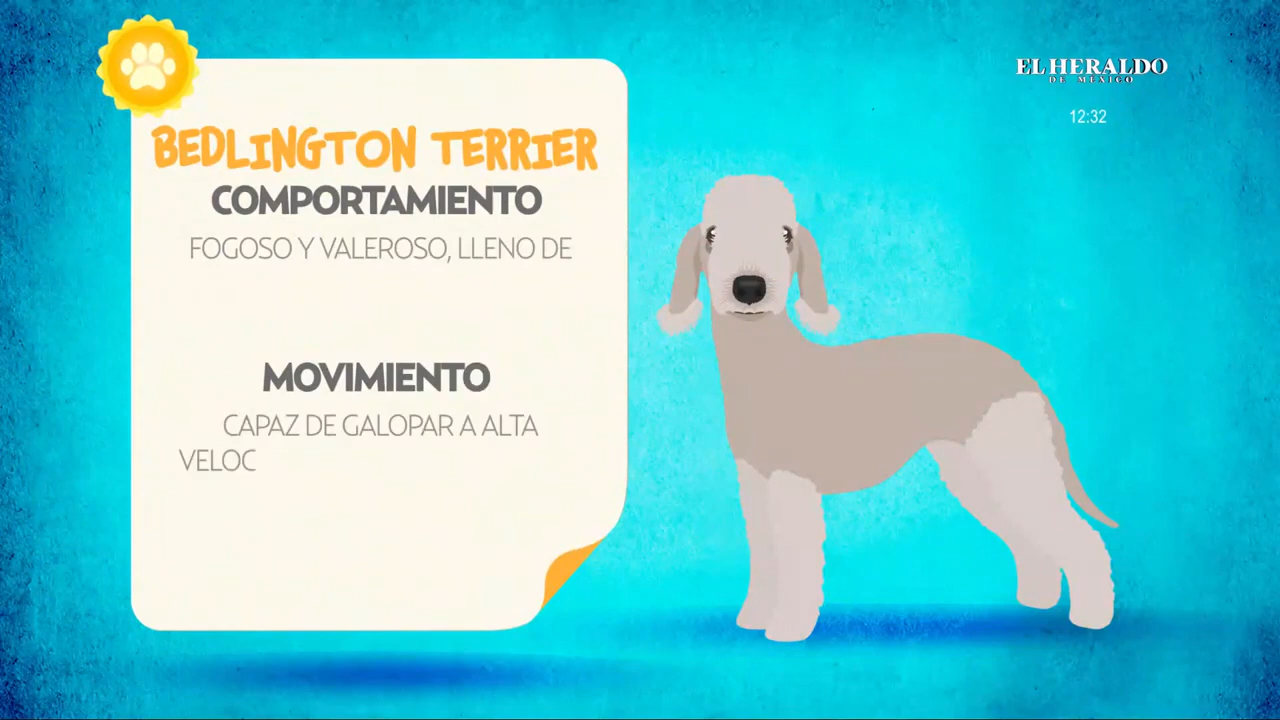 EL HERALDO
DE MÉXICO
12:32
BEDLINGTON TERRIER
COMPORTAMIENTO
FOGOSO Y VALEROSO, LLENO DE
MOVIMIENTO
CAPAZ DE GALOPAR A ALTA
VELOC